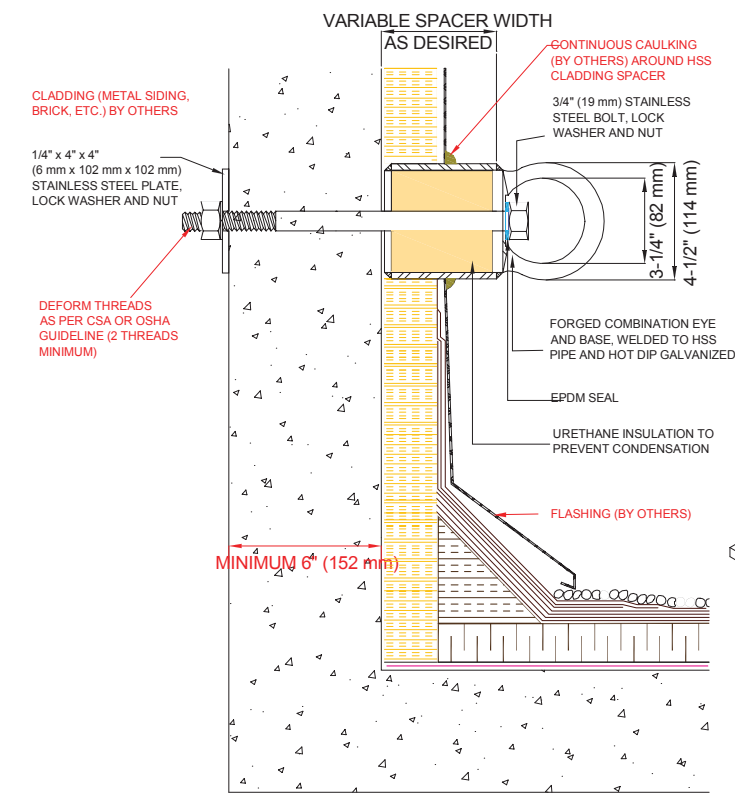 VARIABLE SPACER WIDTH
AS DESIRED
CONTINUOUS CAULKING
(BY OTHERS) AROUND HSS
CLADDING SPACER
CLADDING (METAL SIDING,
BRICK, ETC.) BY OTHERS
3/4" (19 mm) STAINLESS
STEEL BOLT, LOCK
WASHER AND NUT
1/4" x 4" x 4"
(6 mm x 102 mm x 102 mm)
STAINLESS STEEL PLATE,
LOCK WASHER AND NUT
3-1/4" (82 mm)
4-1/2" (114 mm)
DEFORM THREADS
AS PER CSA OR OSHA
GUIDELINE (2 THREADS
MINIMUM)
FORGED COMBINATION EYE
AND BASE, WELDED TO HSS
PIPE AND HOT DIP GALVANIZED
EPDM SEAL
URETHANE INSULATION TO
PREVENT CONDENSATION
FLASHING (BY OTHERS)
MINIMUM 6" (152 mm)